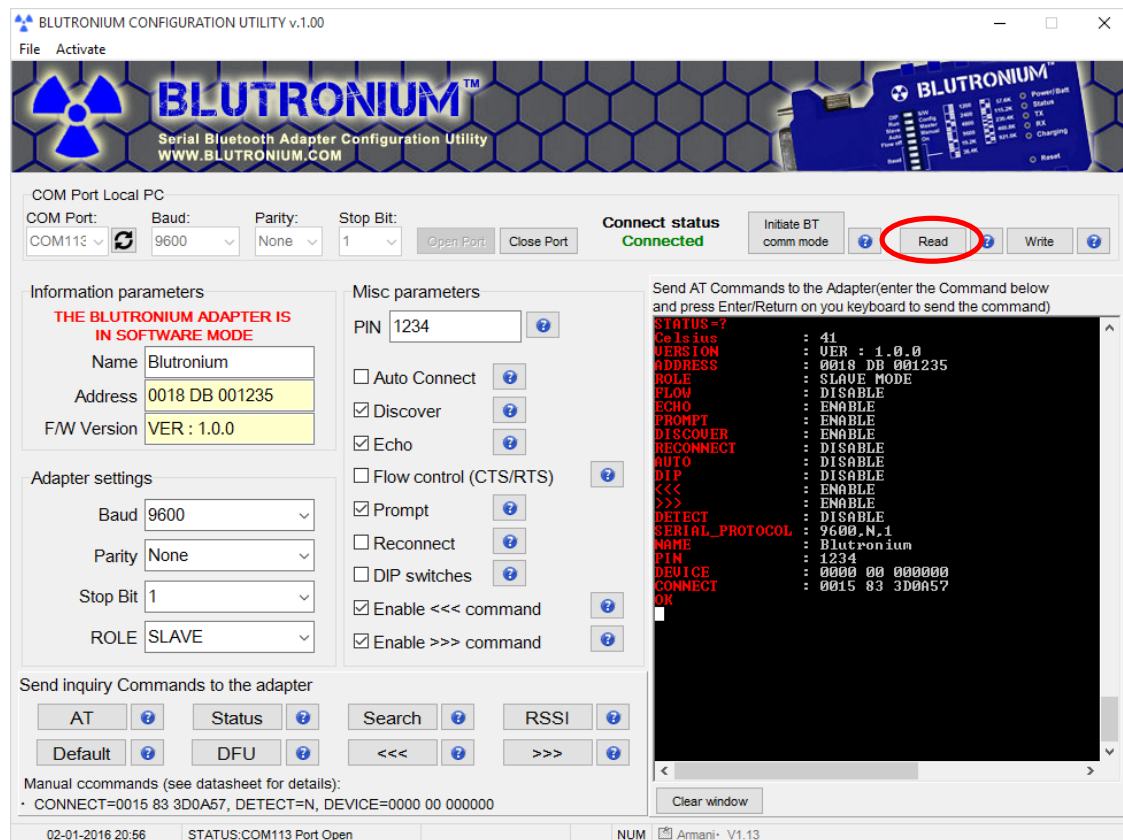 BLUTRONIUM CONFIGURATION UTILITY v.1.00
File Activate
BLUTRONIUM™
Serial Bluetooth Adapter Configuration Utility
WWW.BLUTRONIUM.COM
BLUTRONIUM™
Power/Batt
Status
TX
RX
Charging
Reset
COM Port Local PC
COM Port: Baud: Parity: Stop Bit:
COM113 9600 None 1 Open Port Close Port
Connect status
Connected
Initiate BT
comm mode
Read Write
Information parameters
THE BLUTRONIUM ADAPTER IS
IN SOFTWARE MODE
Name Blutronium
Address 0018 DB 001235
F/W Version VER : 1.0.0
Adapter settings
Baud 9600
Parity None
Stop Bit 1
ROLE SLAVE
Misc parameters
PIN 1234
Auto Connect
Discover
Echo
Flow control (CTS/RTS)
Prompt
Reconnect
DIP switches
Enable <<< command
Enable >>> command
Send AT Commands to the Adapter(enter the Command below
and press Enter/Return on you keyboard to send the command)
STATUS=?
Celsius : 41
VERSION : VER : 1.0.0
ADDRESS : 0018 DB 001235
ROLE : SLAVE MODE
FLOW : DISABLE
ECHO : ENABLE
PROMPT : ENABLE
DISCOVER : ENABLE
RECONNECT : DISABLE
AUTO : DISABLE
DIP : DISABLE
<<< : ENABLE
>>> : ENABLE
DETECT : DISABLE
SERIAL_PROTOCOL : 9600,N,1
NAME : Blutronium
PIN : 1234
DEVICE : 0000 00 000000
CONNECT : 0015 83 3D0A57
OK
Clear window
Send inquiry Commands to the adapter
AT Status Search RSSI
Default DFU <<< >>>
Manual ccommands (see datasheet for details):
· CONNECT=0015 83 3D0A57, DETECT=N, DEVICE=0000 00 000000
02-01-2016 20:56 STATUS:COM113 Port Open NUM Armani· V1.13